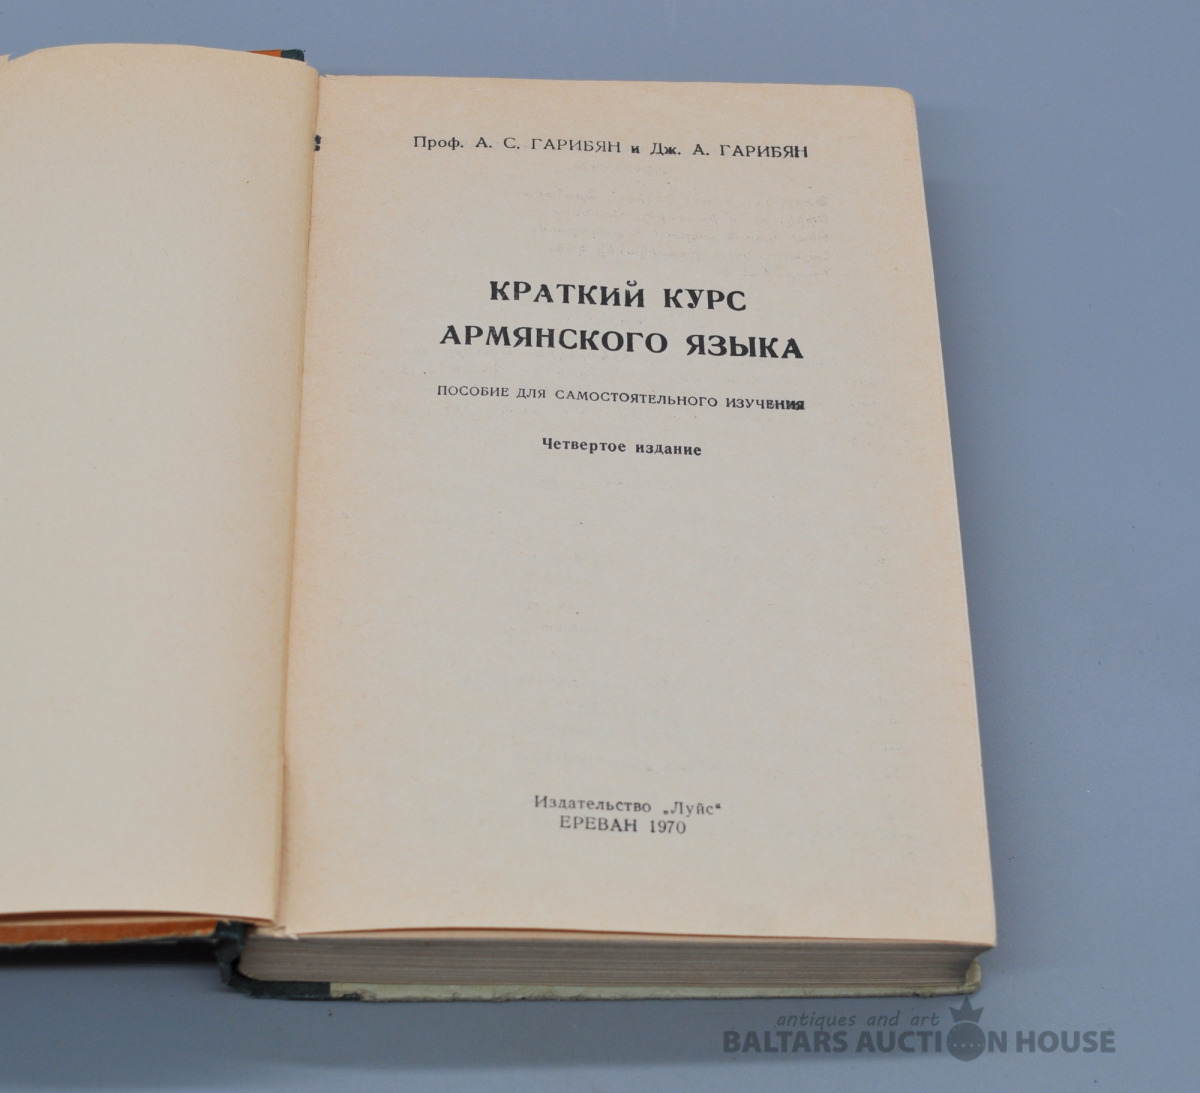 Проф. А. С. ГАРИБЯН и Дж. А. ГАРИБЯН
КРАТКИЙ КУРС
АРМЯНСКОГО ЯЗЫКА
ПОСОБИЕ ДЛЯ САМОСТОЯТЕЛЬНОГО ИЗУЧЕНИЯ
Четвертое издание
Издательство „Луйс“
ЕРЕВАН 1970
antiques and art
BALTARS AUCTION HOUSE